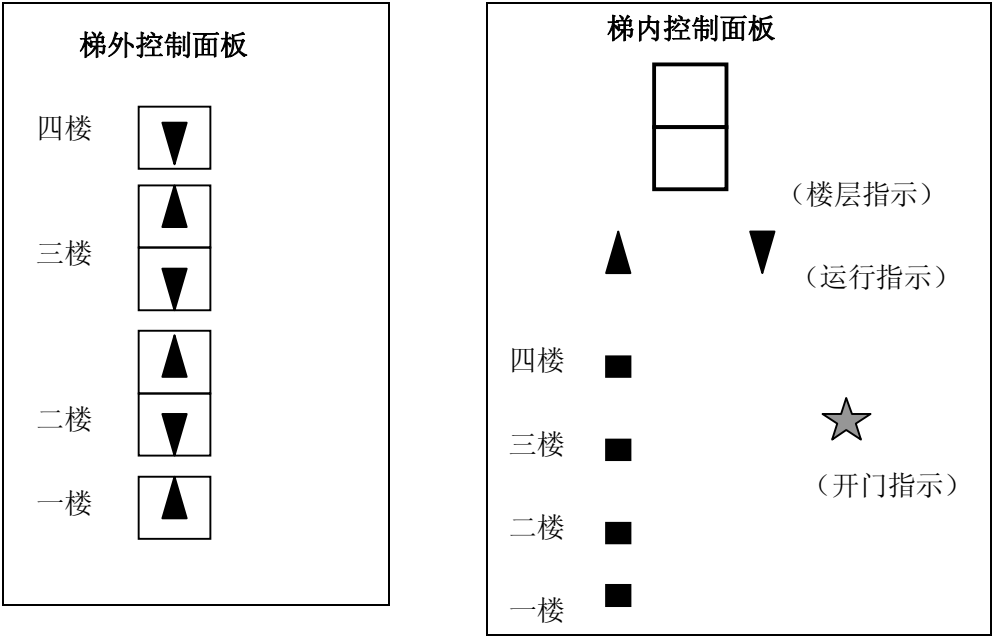 梯外控制面板
四楼
三楼
二楼
一楼
梯内控制面板
（楼层指示）
（运行指示）
四楼
三楼
（开门指示）
二楼
一楼